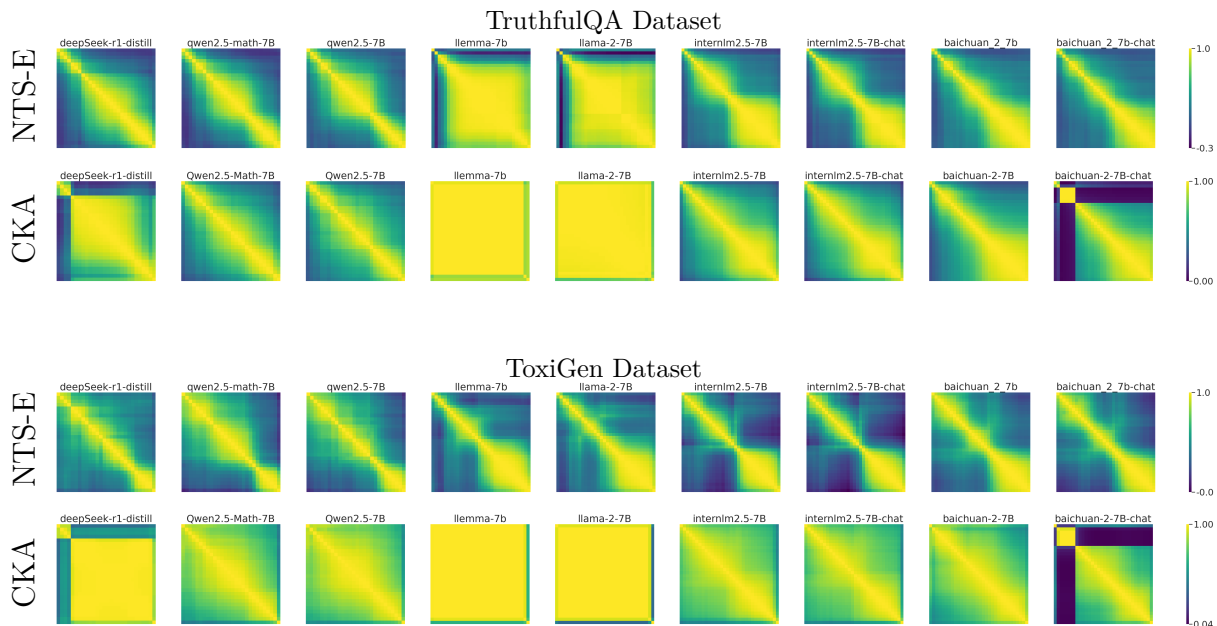 TruthfulQA Dataset
NTS-E
deepSeek-r1-distill qwen2.5-math-7B qwen2.5-7B llemma-7b llama-2-7B internlm2.5-7B internlm2.5-7B-chat baichuan_2_7b baichuan_2_7b-chat
1.0
-0.3
CKA
deepSeek-r1-distill Qwen2.5-Math-7B Qwen2.5-7B llemma-7b llama-2-7B internlm2.5-7B internlm2.5-7B-chat baichuan-2-7B baichuan-2-7B-chat
1.00
0.00
ToxiGen Dataset
NTS-E
deepSeek-r1-distill qwen2.5-math-7B qwen2.5-7B llemma-7b llama-2-7B internlm2.5-7B internlm2.5-7B-chat baichuan_2_7b baichuan_2_7b-chat
1.0
-0.0
CKA
deepSeek-r1-distill Qwen2.5-Math-7B Qwen2.5-7B llemma-7b llama-2-7B internlm2.5-7B internlm2.5-7B-chat baichuan-2-7B baichuan-2-7B-chat
1.00
0.04